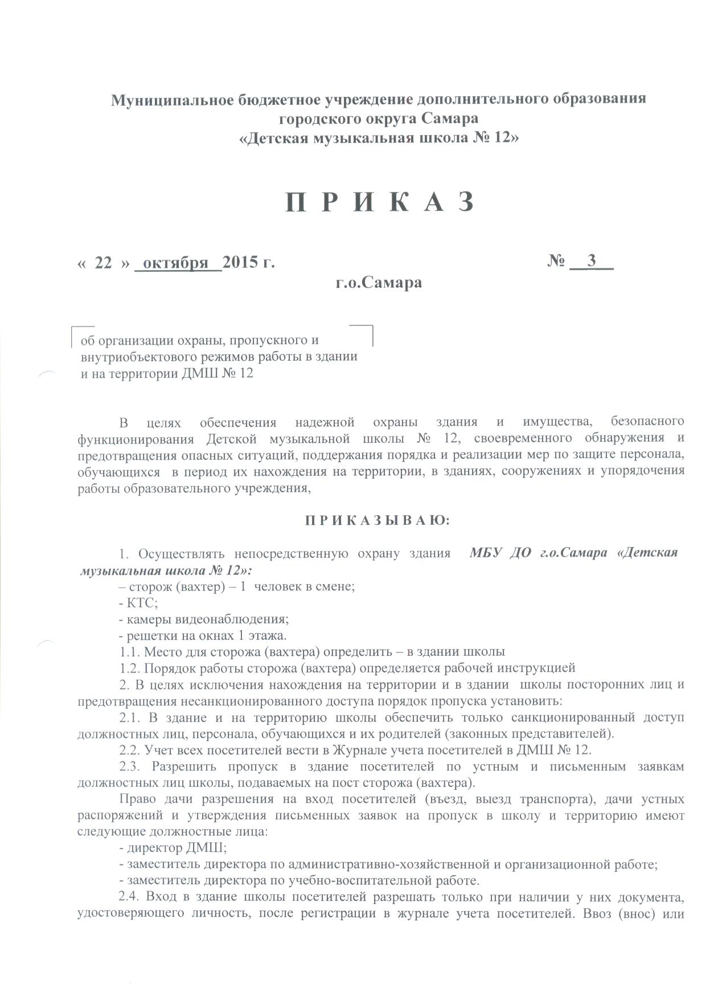 Муниципальное бюджетное учреждение дополнительного образования
городского округа Самара
«Детская музыкальная школа № 12»
П Р И К А З
« 22 » октября 2015 г. № 3
г.о.Самара
об организации охраны, пропускного и
внутриобъектового режимов работы в здании
и на территории ДМШ № 12
В целях обеспечения надежной охраны здания и имущества, безопасного
функционирования Детской музыкальной школы № 12, своевременного обнаружения и
предотвращения опасных ситуаций, поддержания порядка и реализации мер по защите персонала,
обучающихся в период их нахождения на территории, в зданиях, сооружениях и упорядочения
работы образовательного учреждения,
П Р И К А З Ы В А Ю:
1. Осуществлять непосредственную охрану здания МБУ ДО г.о.Самара «Детская
музыкальная школа № 12»:
– сторож (вахтер) – 1 человек в смене;
- КТС;
- камеры видеонаблюдения;
- решетки на окнах 1 этажа.
1.1. Место для сторожа (вахтера) определить – в здании школы
1.2. Порядок работы сторожа (вахтера) определяется рабочей инструкцией
2. В целях исключения нахождения на территории и в здании школы посторонних лиц и
предотвращения несанкционированного доступа порядок пропуска установить:
2.1. В здание и на территорию школы обеспечить только санкционированный доступ
должностных лиц, персонала, обучающихся и их родителей (законных представителей).
2.2. Учет всех посетителей вести в Журнале учета посетителей в ДМШ № 12.
2.3. Разрешить пропуск в здание посетителей по устным и письменным заявкам
должностных лиц школы, подаваемых на пост сторожа (вахтера).
Право дачи разрешения на вход посетителей (въезд, выезд транспорта), дачи устных
распоряжений и утверждения письменных заявок на пропуск в школу и территорию имеют
следующие должностные лица:
- директор ДМШ;
- заместитель директора по административно-хозяйственной и организационной работе;
- заместитель директора по учебно-воспитательной работе.
2.4. Вход в здание школы посетителей разрешать только при наличии у них документа,
удостоверяющего личность, после регистрации в журнале учета посетителей. Ввоз (внос) или